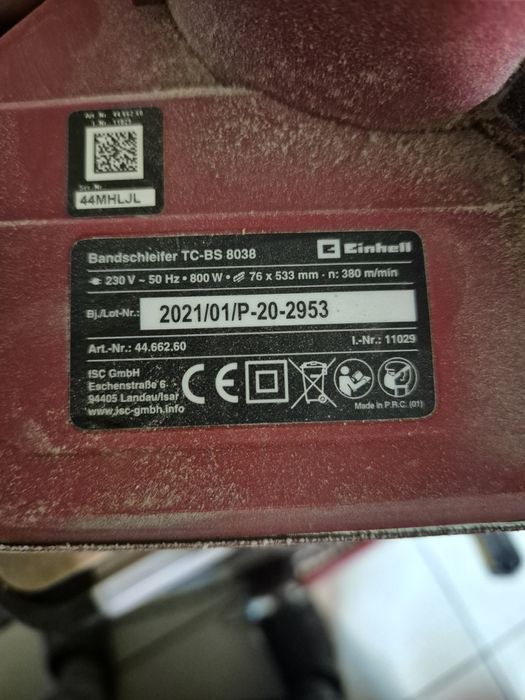 44MHLJL
Bandschleifer TC-BS 8038
Einhell
230 V ~ 50 Hz • 800 W • 76 x 533 mm · n: 380 m/min
Bj./Lot-Nr.: 2021/01/P-20-2953
Art.-Nr.: 44.662.60 I.-Nr.: 11029
ISC GmbH
Eschenstraße 6
94405 Landau/Isar
www.isc-gmbh.info
CE
Made in P.R.C. (01)